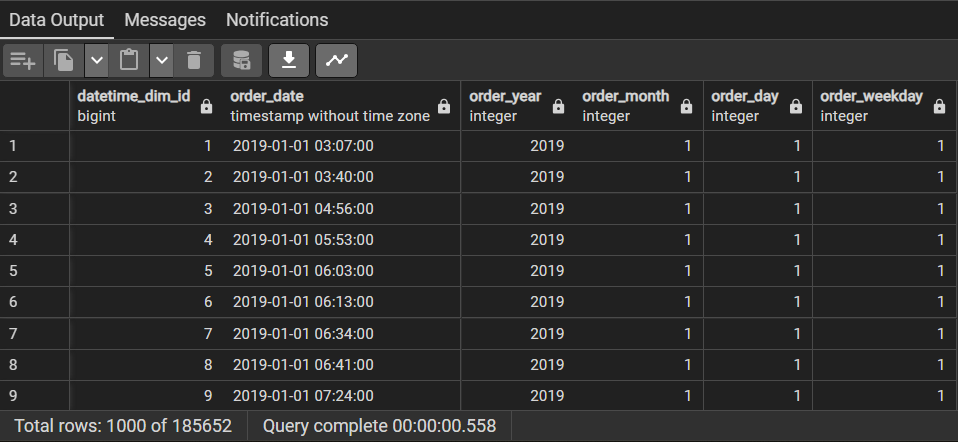 Data Output Messages Notifications
datetime_dim_id order_date order_year order_month order_day order_weekday
bigint timestamp without time zone integer integer integer integer
1 1 2019-01-01 03:07:00 2019 1 1 1
2 2 2019-01-01 03:40:00 2019 1 1 1
3 3 2019-01-01 04:56:00 2019 1 1 1
4 4 2019-01-01 05:53:00 2019 1 1 1
5 5 2019-01-01 06:03:00 2019 1 1 1
6 6 2019-01-01 06:13:00 2019 1 1 1
7 7 2019-01-01 06:34:00 2019 1 1 1
8 8 2019-01-01 06:41:00 2019 1 1 1
9 9 2019-01-01 07:24:00 2019 1 1 1
Total rows: 1000 of 185652 Query complete 00:00:00.558